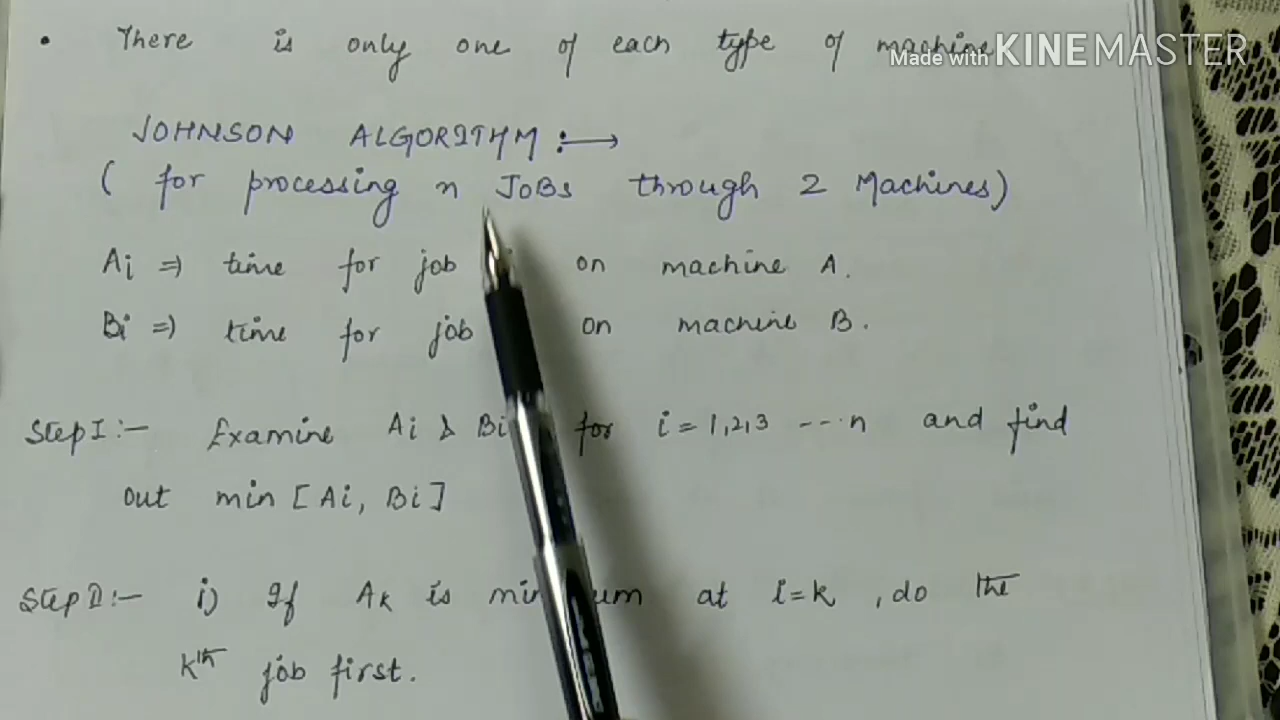 • There is only one of each type of machine
Made with KINEMASTER
JOHNSON ALGORITHM :→
( for processing n JOBS through 2 Machines)
Ai ⇒ time for job on machine A.
Bi ⇒ time for job on machine B.
Step I :- Examine Ai & Bi for i = 1,2,3 ---n and find
out min [Ai, Bi]
Step II :- i) If Ak is at i=k , do the
kth job first.